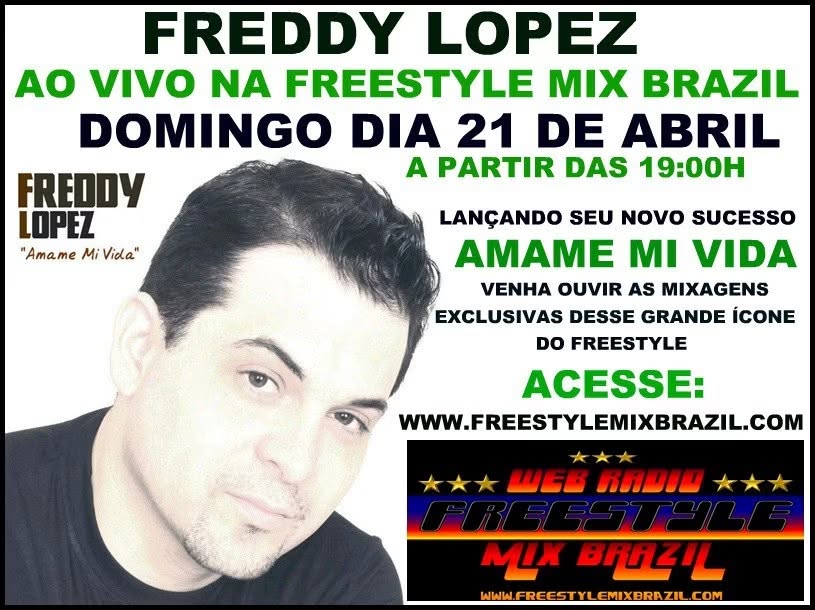 FREDDY LOPEZ
AO VIVO NA FREESTYLE MIX BRAZIL
DOMINGO DIA 21 DE ABRIL
A PARTIR DAS 19:00H
FREDDY
LOPEZ
"Amame Mi Vida"
LANÇANDO SEU NOVO SUCESSO
AMAME MI VIDA
VENHA OUVIR AS MIXAGENS
EXCLUSIVAS DESSE GRANDE ÍCONE
DO FREESTYLE
ACESSE:
WWW.FREESTYLEMIXBRAZIL.COM
WEB RADIO
FREESTYLE
MIX BRAZIL
WWW.FREESTYLEMIXBRAZIL.COM